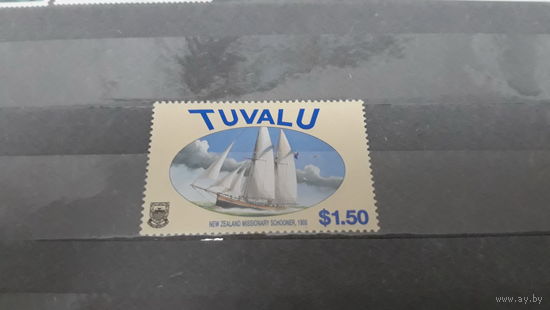 TUVALU
NEW ZEALAND MISSIONARY SCHOONER, 1900
$1.50
www.ay.by